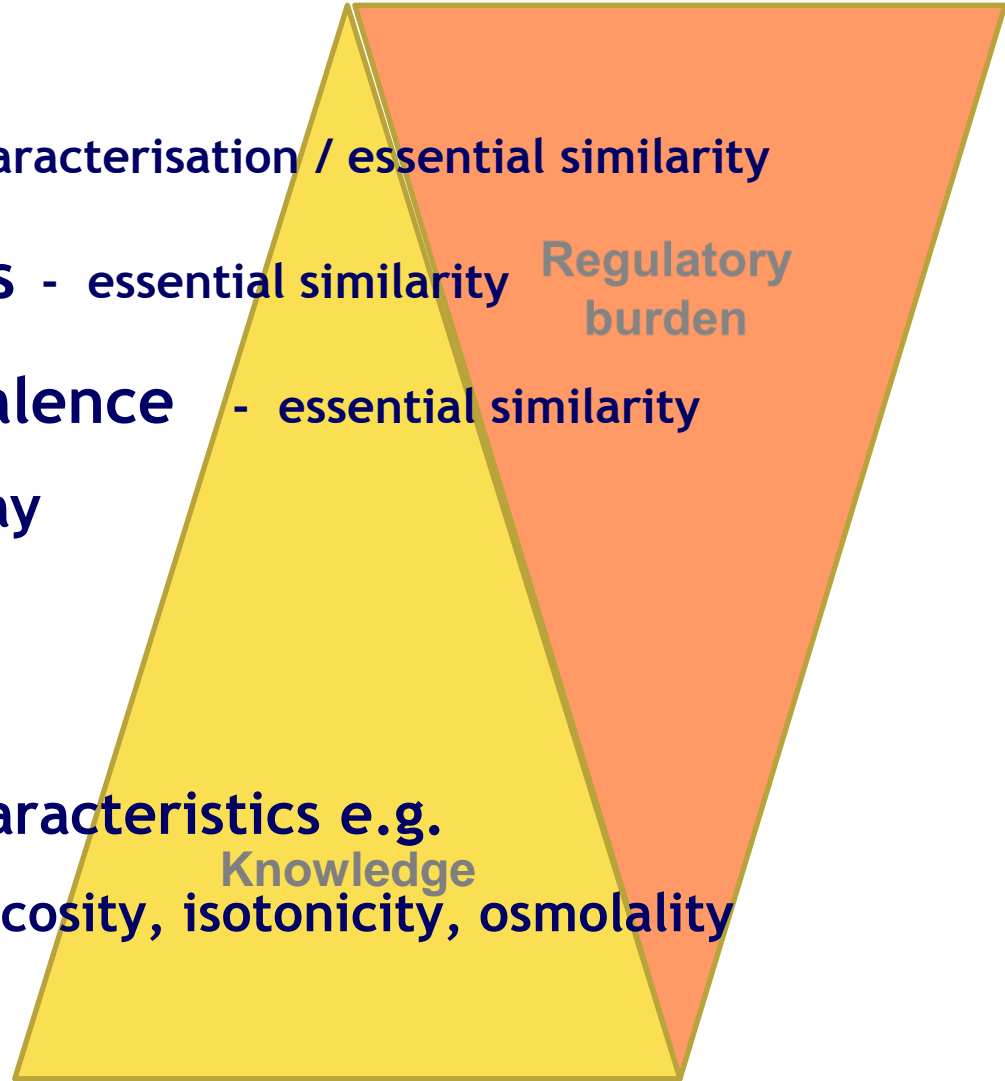 aracterisation / essential similarity
s - essential similarity
Regulatory
burden
alence - essential similarity
ay
aracteristics e.g.
Knowledge
cosity, isotonicity, osmolality